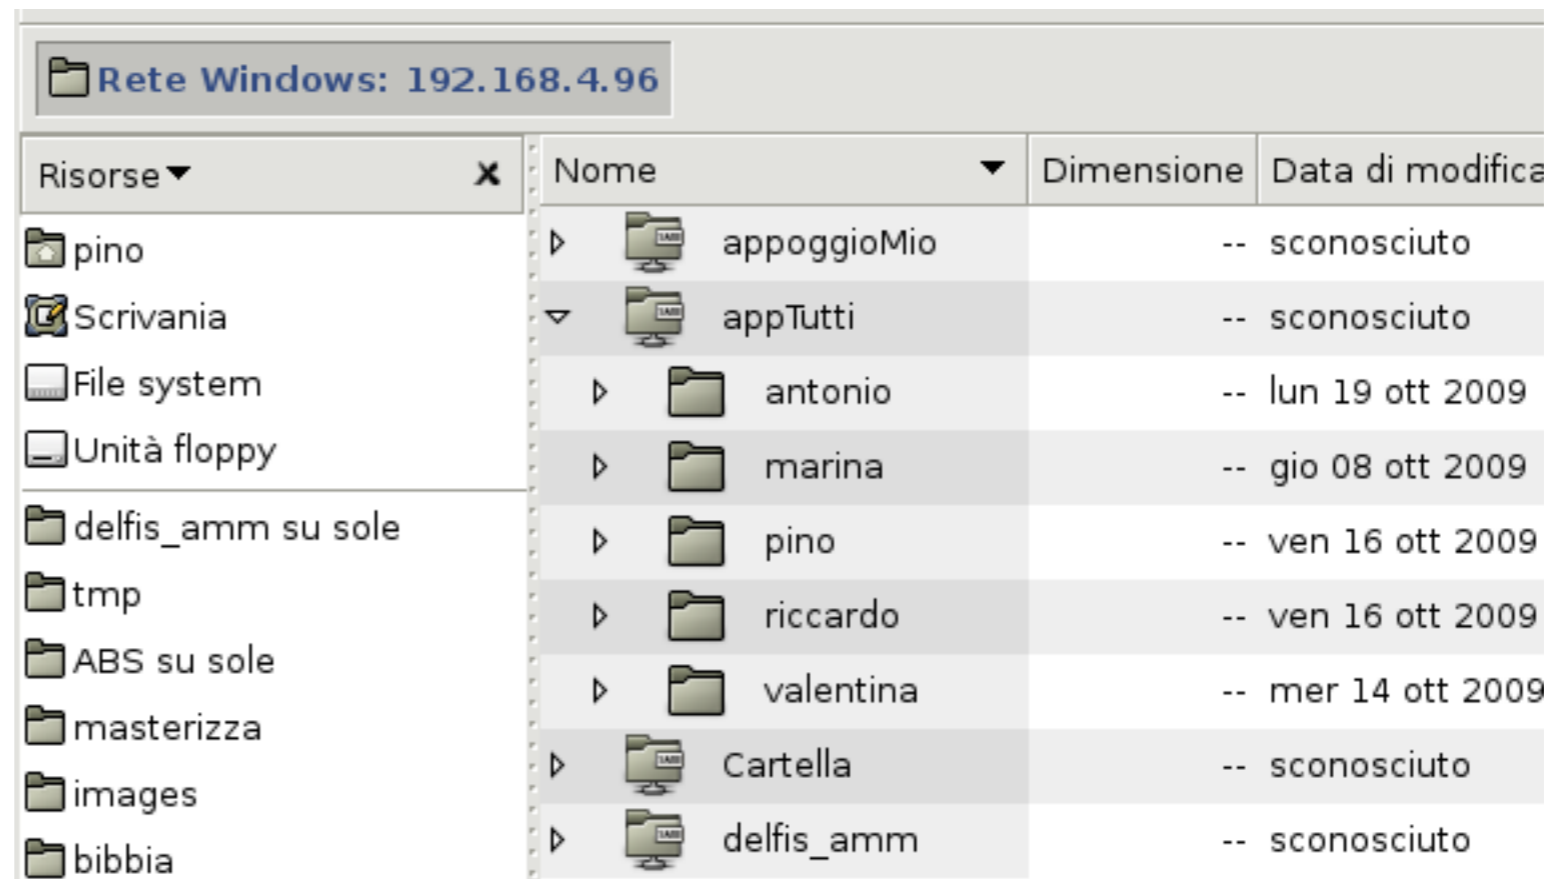 Rete Windows: 192.168.4.96
Risorse
Nome
Dimensione
Data di modifica
pino
Scrivania
File system
Unità floppy
delfis_amm su sole
tmp
ABS su sole
masterizza
images
bibbia
appoggioMio -- sconosciuto
appTutti -- sconosciuto
antonio -- lun 19 ott 2009
marina -- gio 08 ott 2009
pino -- ven 16 ott 2009
riccardo -- ven 16 ott 2009
valentina -- mer 14 ott 2009
Cartella -- sconosciuto
delfis_amm -- sconosciuto